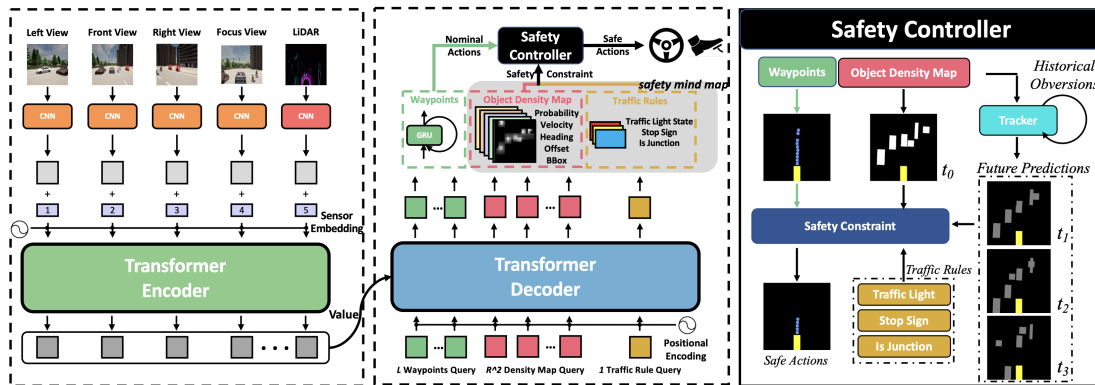 Left View
Front View
Right View
Focus View
LiDAR
CNN
CNN
CNN
CNN
CNN
+
+
+
+
+
1
2
3
4
5
Sensor
Embedding
Transformer
Encoder
Value
Nominal
Actions
Safety
Controller
Safe
Actions
Safety
Constraint
safety mind map
Waypoints
GRU
Object Density Map
Probability
Velocity
Heading
Offset
BBox
Traffic Rules
Traffic Light State
Stop Sign
Is Junction
Transformer
Decoder
Positional
Encoding
L Waypoints Query
R^2 Density Map Query
1 Traffic Rule Query
Safety Controller
Waypoints
Object Density Map
Historical
Obversions
Tracker
t0
Future Predictions
Safety Constraint
t1
Traffic Rules
Traffic Light
Stop Sign
Is Junction
t2
t3
Safe Actions